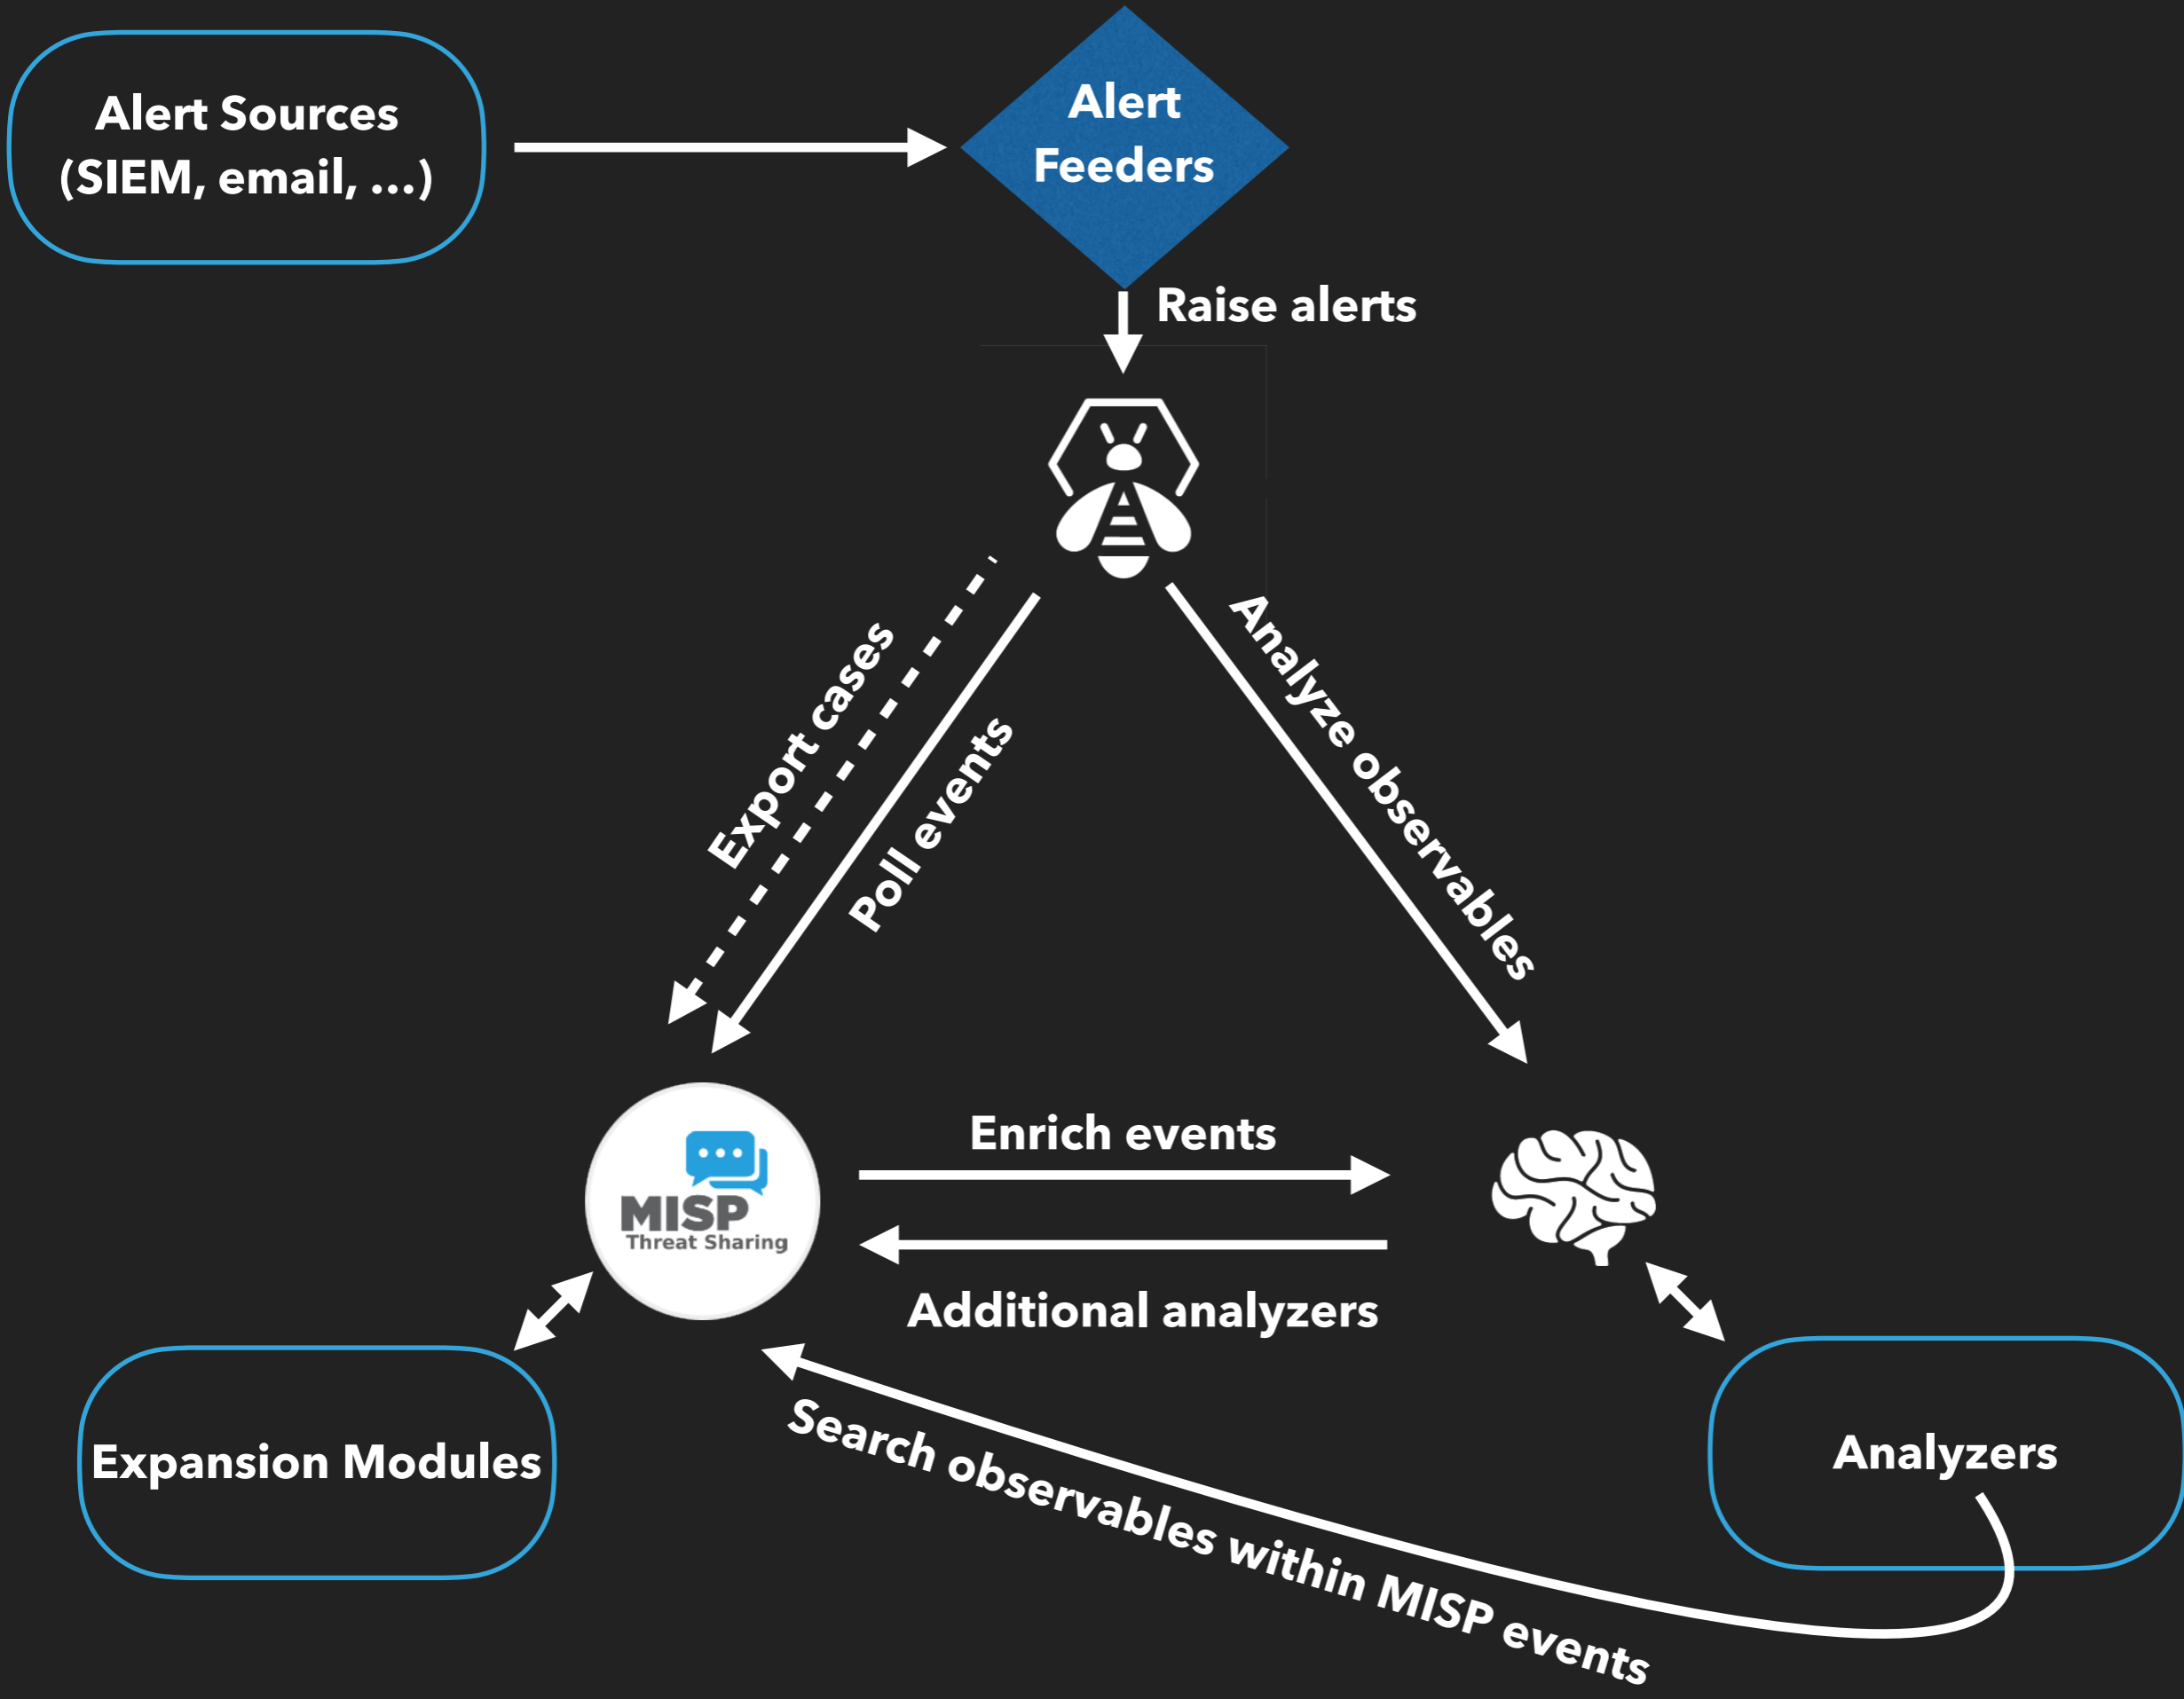 Alert Sources
(SIEM, email, ...)
Alert
Feeders
Raise alerts
Export cases
Poll events
Analyze observables
MISP
Threat Sharing
Enrich events
Additional analyzers
Expansion Modules
Analyzers
Search observables within MISP events